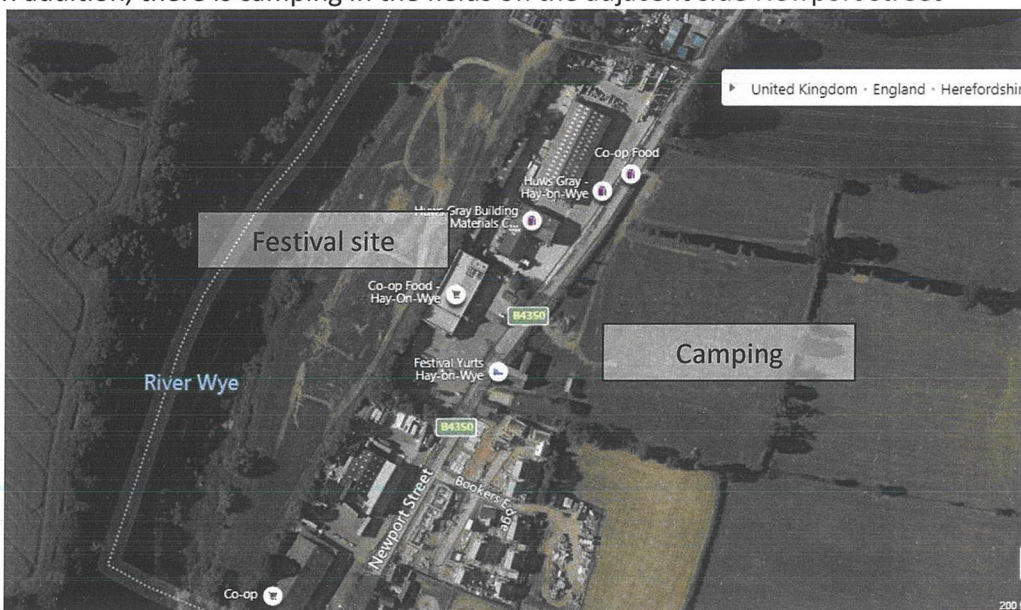 addition, there is camping in the fields on the adjacent side Newport Street
United Kingdom · England · Herefordshir
Co-op Food
Huws Gray -
Hay-on-Wye
Huws Gray Building
Materials C...
Festival site
Co-op Food -
Hay-On-Wye
B4350
Camping
Festival Yurts
Hay-on-Wye
River Wye
B4350
Newport Street
Bookers Edge
Co-op
200